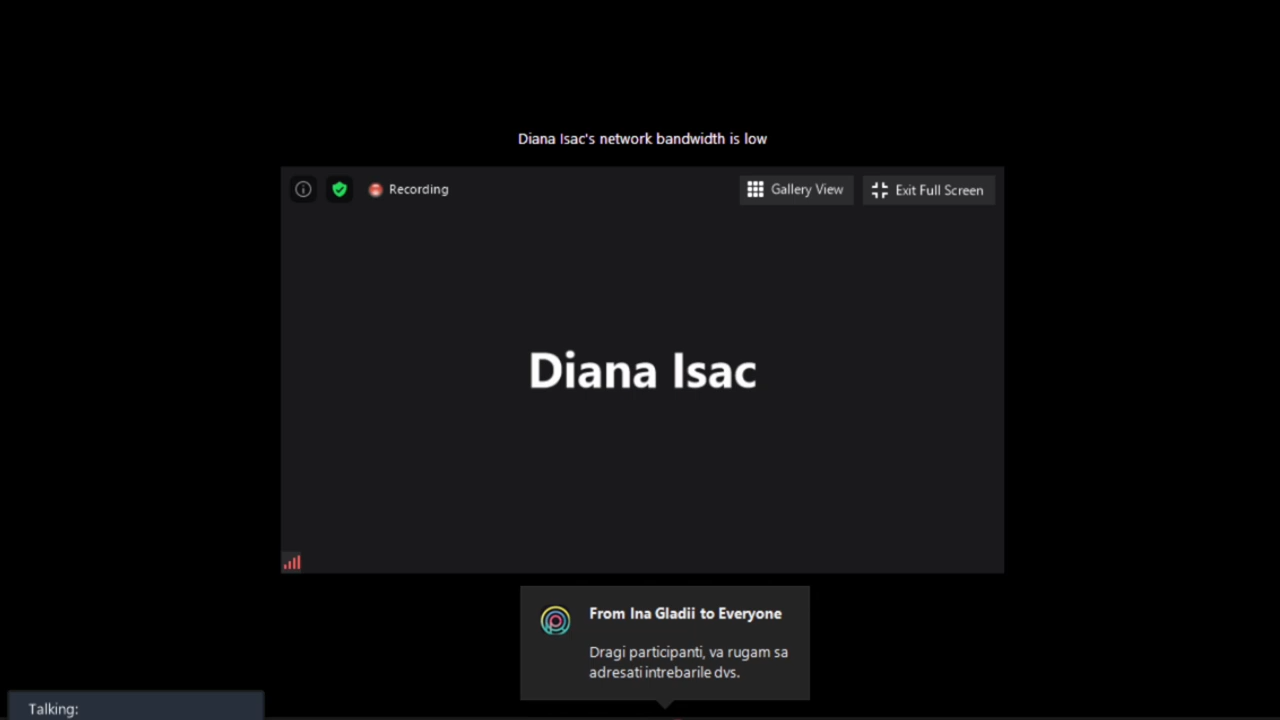 Diana Isac's network bandwidth is low
Recording
Gallery View
Exit Full Screen
Diana Isac
From Ina Gladii to Everyone
Dragi participanti, va rugam sa
adresati intrebarile dvs.
Talking: